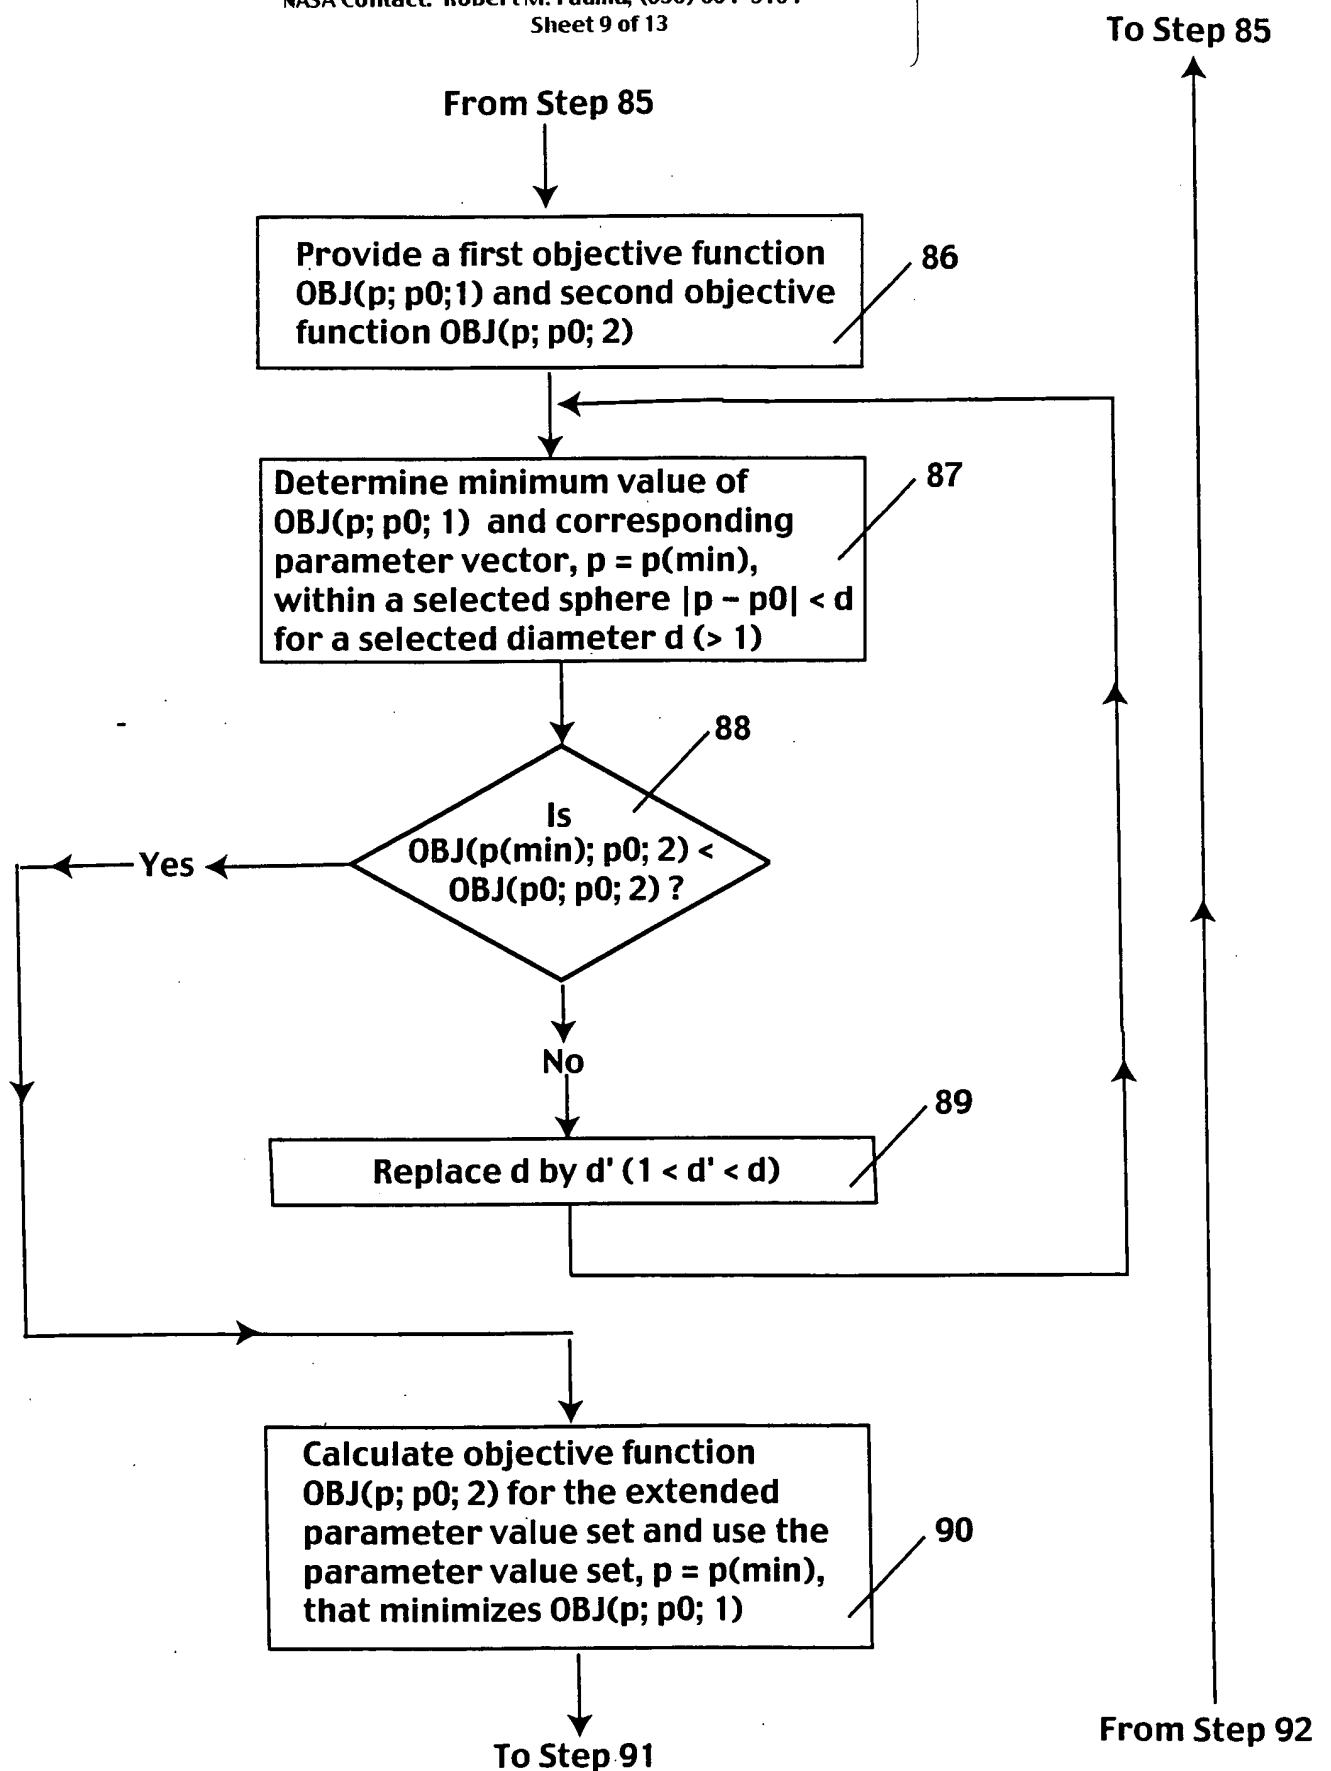 Sheet 9 of 13
To Step 85
From Step 85
Provide a first objective function
OBJ(p; p0;1) and second objective
function OBJ(p; p0; 2)
86
Determine minimum value of
OBJ(p; p0; 1) and corresponding
parameter vector, p = p(min),
within a selected sphere |p – p0| < d
for a selected diameter d (> 1)
87
88
Is
OBJ(p(min); p0; 2) <
OBJ(p0; p0; 2) ?
Yes
No
89
Replace d by d' (1 < d' < d)
Calculate objective function
OBJ(p; p0; 2) for the extended
parameter value set and use the
parameter value set, p = p(min),
that minimizes OBJ(p; p0; 1)
90
From Step 92
To Step 91